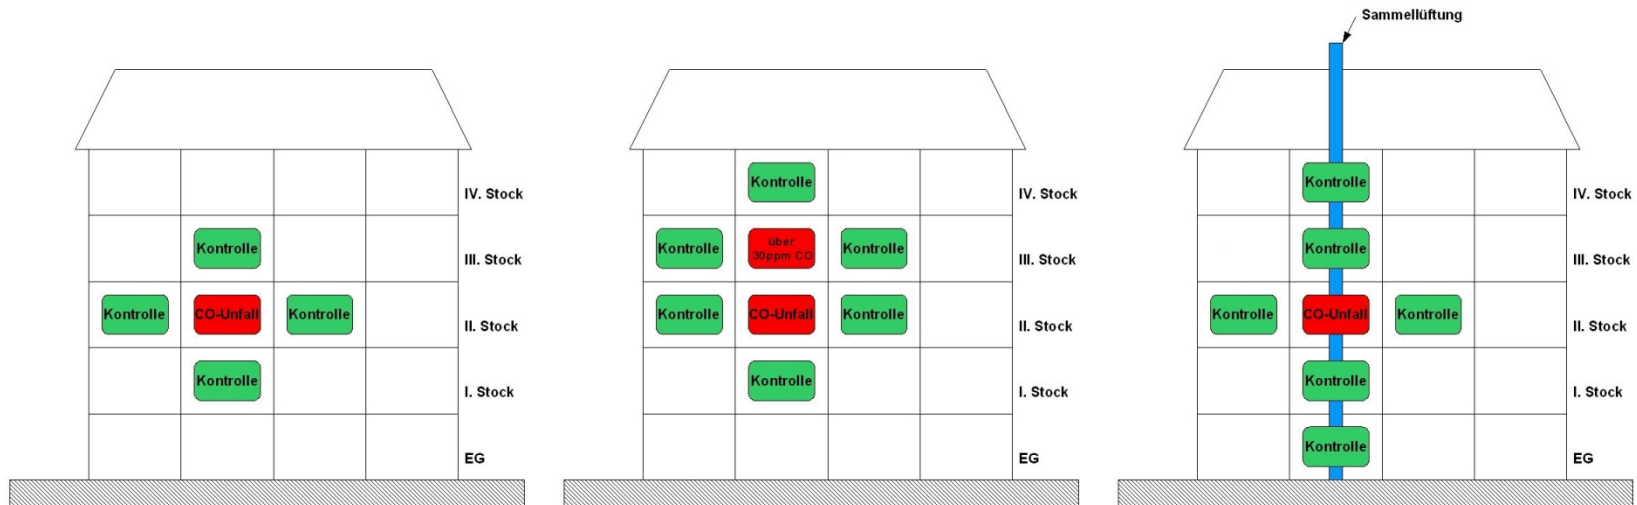 Sammellüftung
IV. Stock
Kontrolle
III. Stock
Kontrolle
CO-Unfall
Kontrolle
II. Stock
Kontrolle
I. Stock
EG
Kontrolle
IV. Stock
Kontrolle
über
30ppm CO
Kontrolle
III. Stock
Kontrolle
CO-Unfall
Kontrolle
II. Stock
Kontrolle
I. Stock
EG
Kontrolle
IV. Stock
Kontrolle
III. Stock
Kontrolle
CO-Unfall
Kontrolle
II. Stock
Kontrolle
I. Stock
Kontrolle
EG